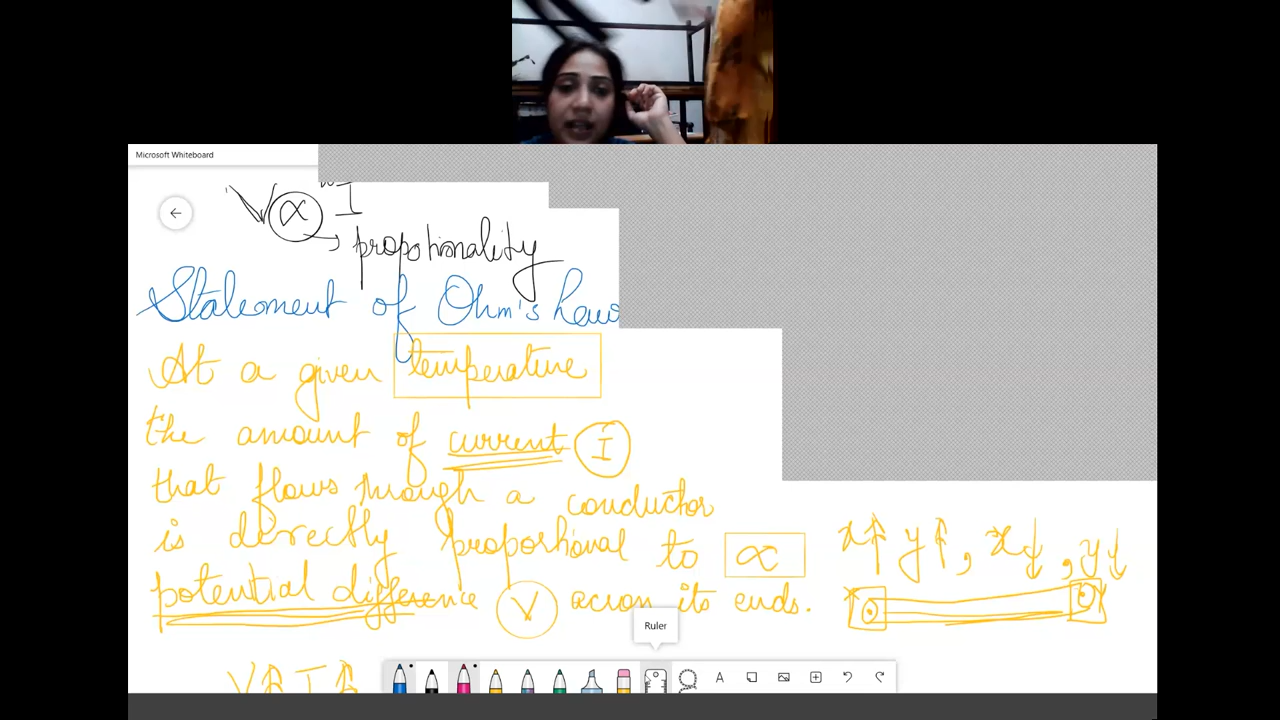 Microsoft Whiteboard
V ∝ I
→ propotionality
Statement of Ohm's Law
At a given temperature
the amount of current I
that flows through a conductor
is directly proportional to ∝
x↑ y↑, x↓, y↓
potential difference V across its ends.
Ruler
V↑ I↑
A